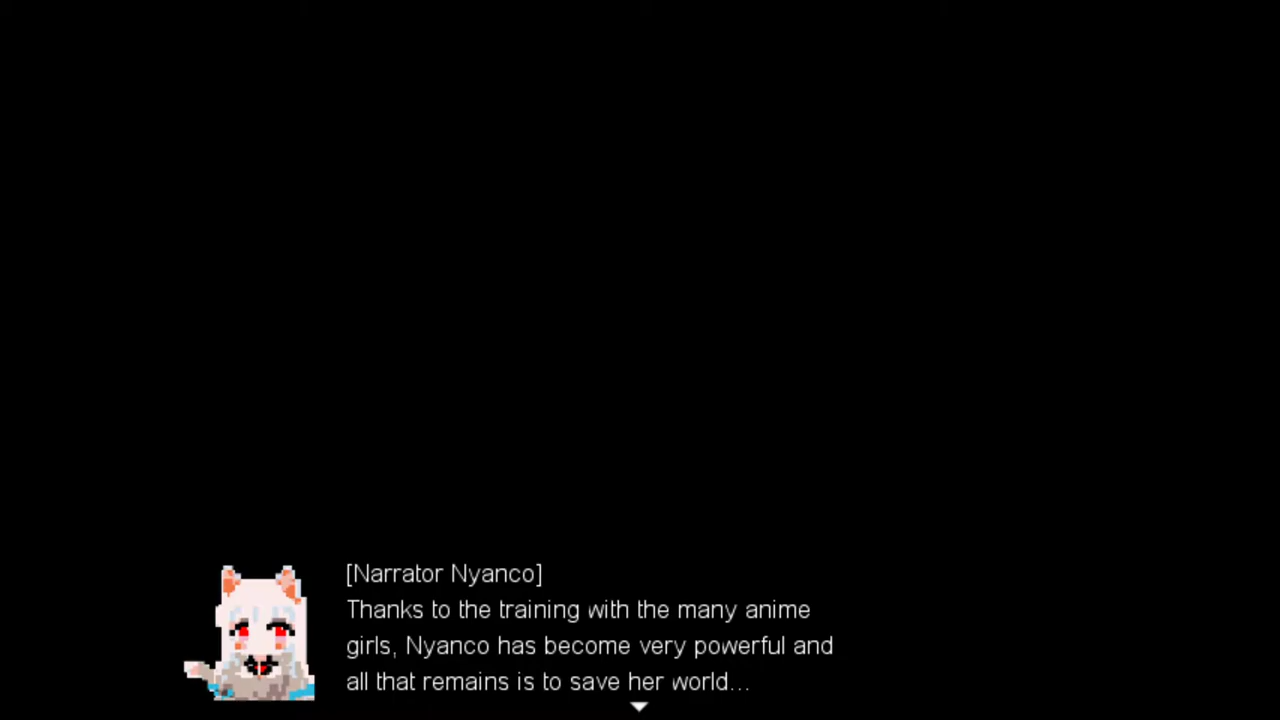 [Narrator Nyanco]
Thanks to the training with the many anime
girls, Nyanco has become very powerful and
all that remains is to save her world...